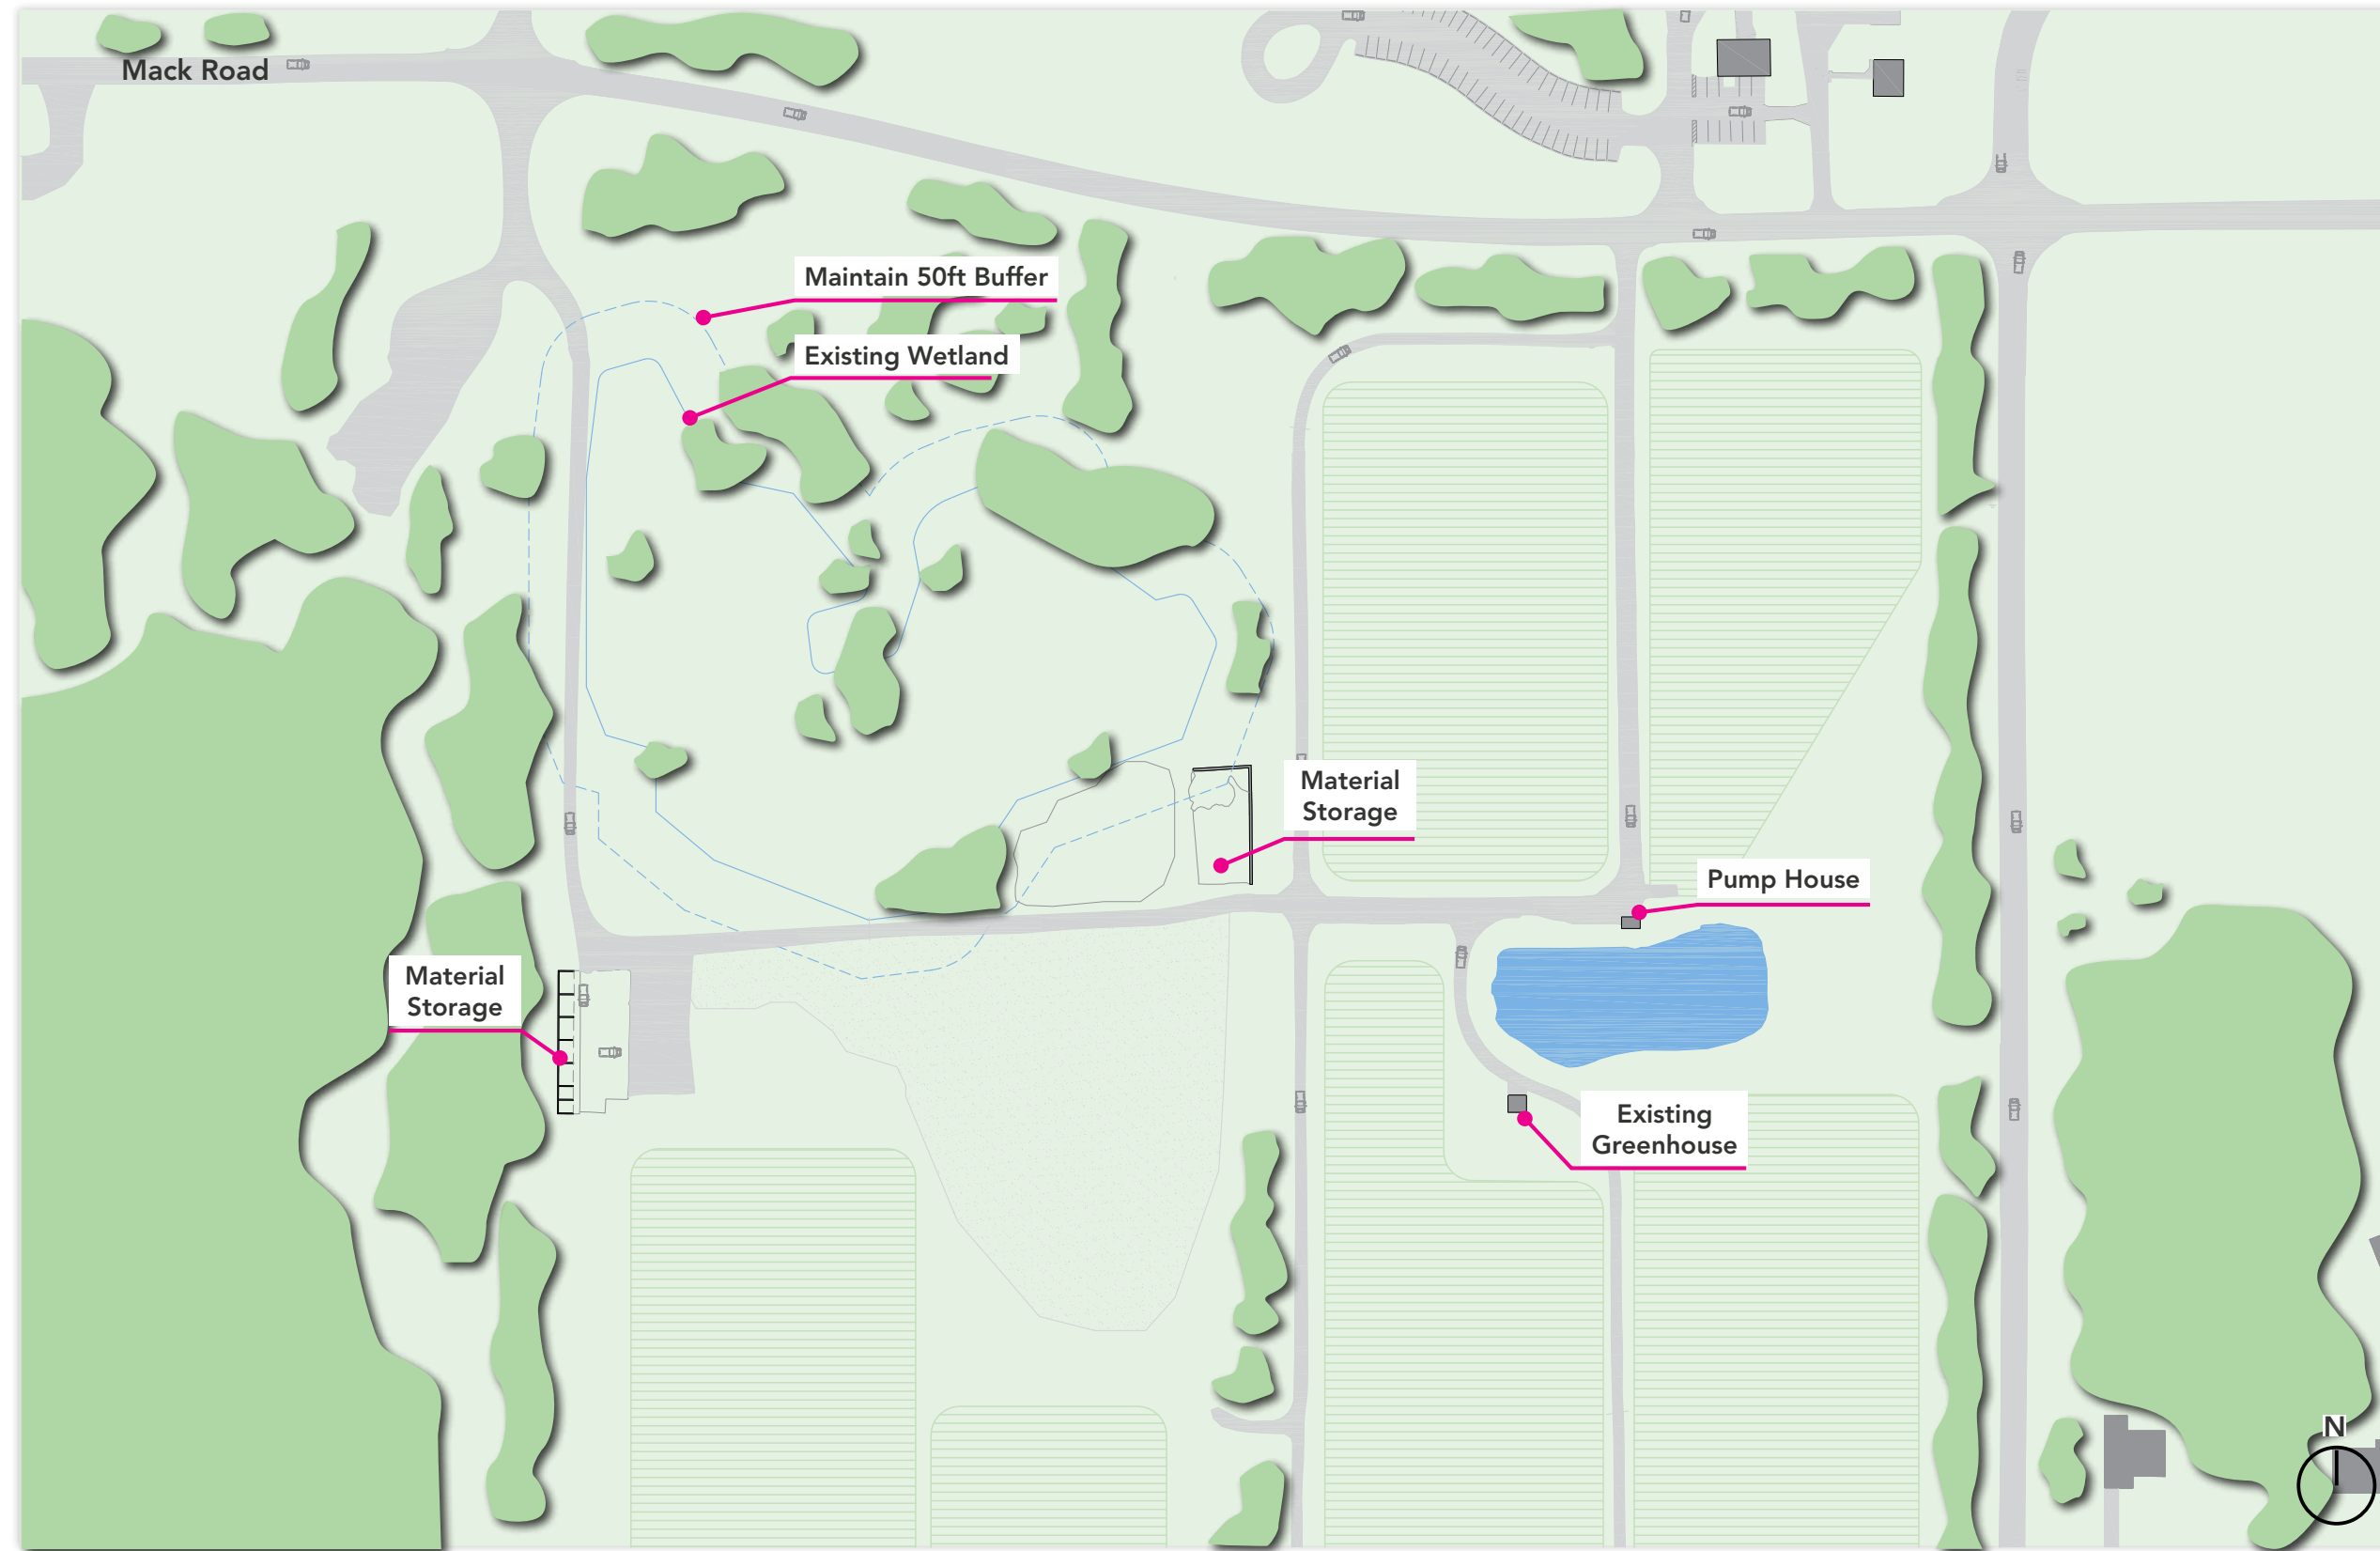 Mack Road
Maintain 50ft Buffer
Existing Wetland
Material
Storage
Pump House
Material
Storage
Existing
Greenhouse
N